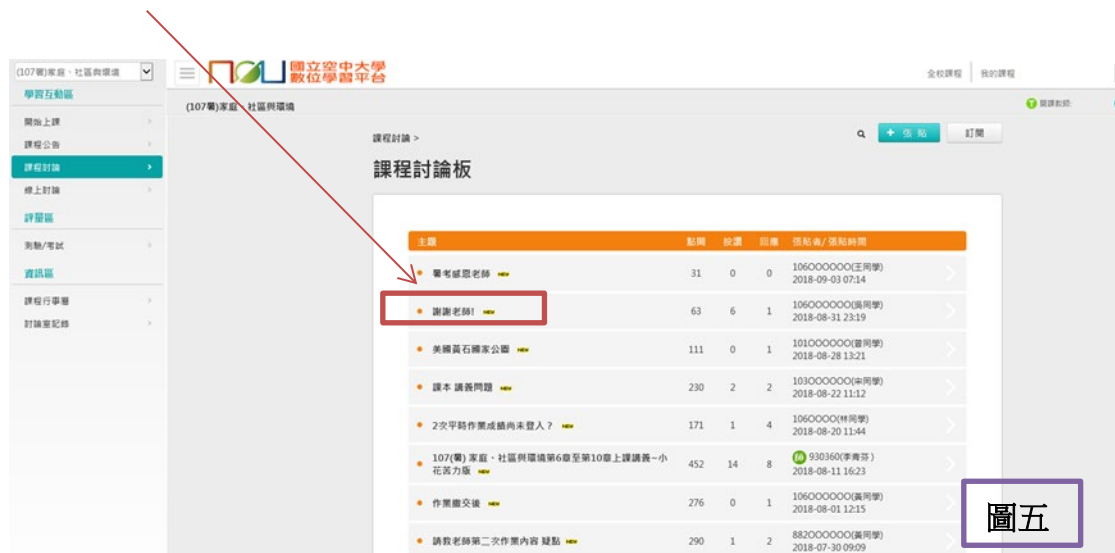 (107暑)家庭、社區與環境
學習互動區
開始上課
課程公告
課程討論
線上討論
評量區
測驗/考試
資訊區
課程行事曆
討論室記錄
nou 國立空中大學
數位學習平台
全校課程 我的課程
(107暑)家庭、社區與環境
開課教師:
課程討論 >
+ 張貼
訂閱
課程討論板
主題 點閱 按讚 回應 張貼者/張貼時間
暑考感恩老師 NEW 31 0 0 106OOOOOO(王同學)
2018-09-03 07:14
謝謝老師! NEW 63 6 1 106OOOOOO(吳同學)
2018-08-31 23:19
美國黃石國家公園 NEW 111 0 1 101OOOOOO(曾同學)
2018-08-28 13:21
課本 講義問題 NEW 230 2 2 103OOOOOO(宋同學)
2018-08-22 11:12
2次平時作業成績尚未登入? NEW 171 1 4 106OOOO(林同學)
2018-08-20 11:44
107(暑) 家庭、社區與環境第6章至第10章上課講義~小
花苦力版 NEW 452 14 8 師 930360(李青芬)
2018-08-11 16:23
作業繳交後 NEW 276 0 1 106OOOOOO(黃同學)
2018-08-01 12:15
請教老師第二次作業內容 疑點 NEW 290 1 2 882OOOOOO(黃同學)
2018-07-30 09:09
圖五